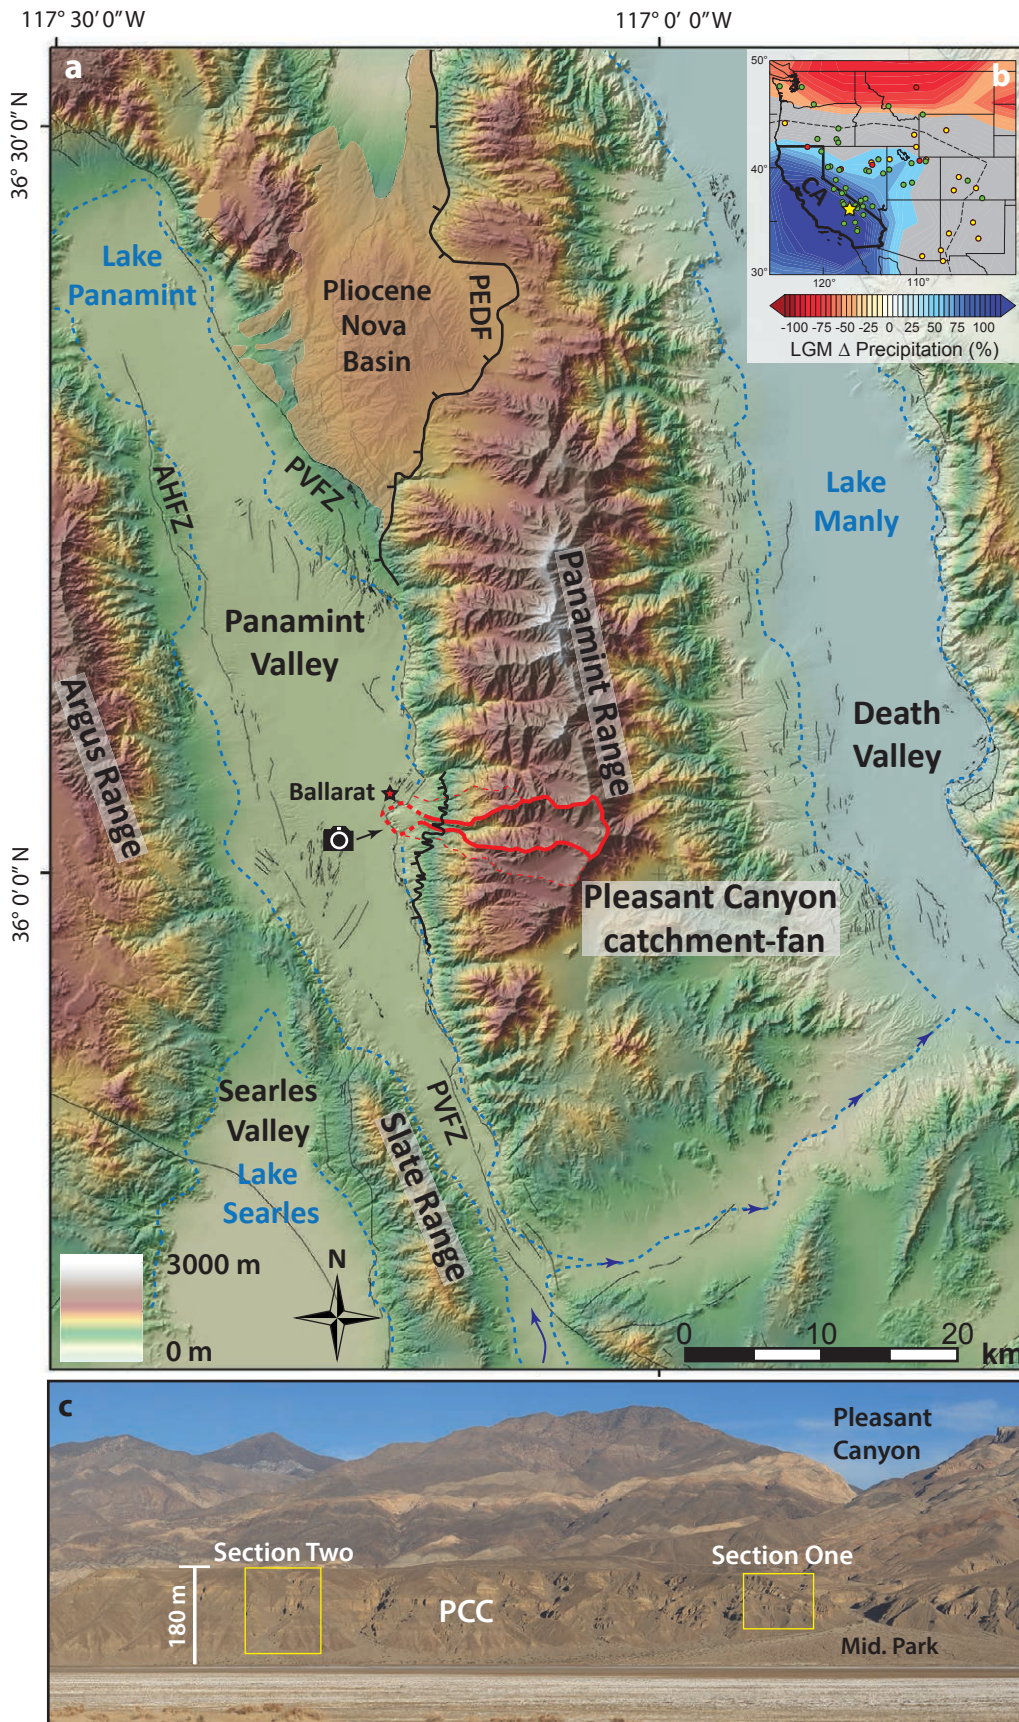 117° 30' 0" W
117° 0' 0" W
36° 30' 0" N
36° 0' 0" N
a
b
50°
40°
30°
120°
110°
CA
-100 -75 -50 -25 0 25 50 75 100
LGM Δ Precipitation (%)
Lake
Panamint
Pliocene
Nova
Basin
PEDF
PVFZ
AHFZ
Lake
Manly
Panamint
Valley
Panamint Range
Argus Range
Death
Valley
Ballarat
Pleasant Canyon
catchment-fan
Searles
Valley
Lake
Searles
PVFZ
Slate Range
3000 m
0 m
N
0 10 20
km
c
Pleasant
Canyon
Section Two
Section One
180 m
PCC
Mid. Park